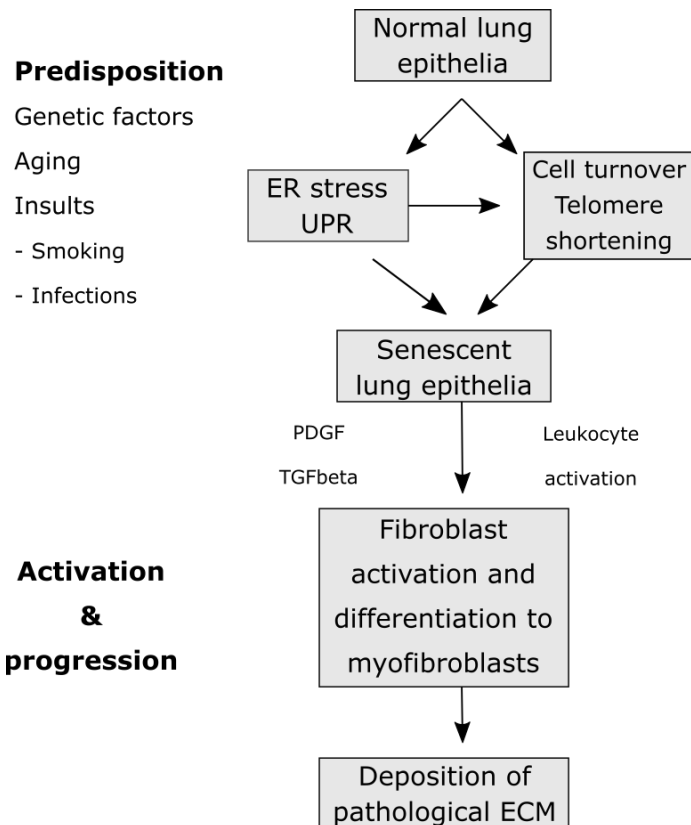 Normal lung
epithelia
Predisposition
Genetic factors
Aging
Insults
- Smoking
- Infections
ER stress
UPR
Cell turnover
Telomere
shortening
Senescent
lung epithelia
PDGF
TGFbeta
Leukocyte
activation
Activation
&
progression
Fibroblast
activation and
differentiation to
myofibroblasts
Deposition of
pathological ECM